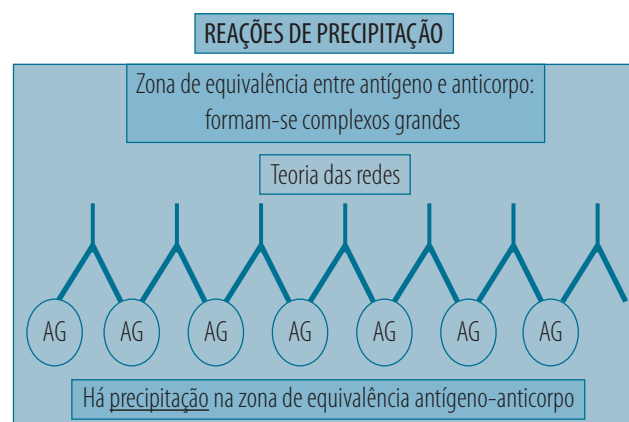 REAÇÕES DE PRECIPITAÇÃO
Zona de equivalência entre antígeno e anticorpo:
formam-se complexos grandes
Teoria das redes
AG AG AG AG AG AG AG
Há precipitação na zona de equivalência antígeno-anticorpo